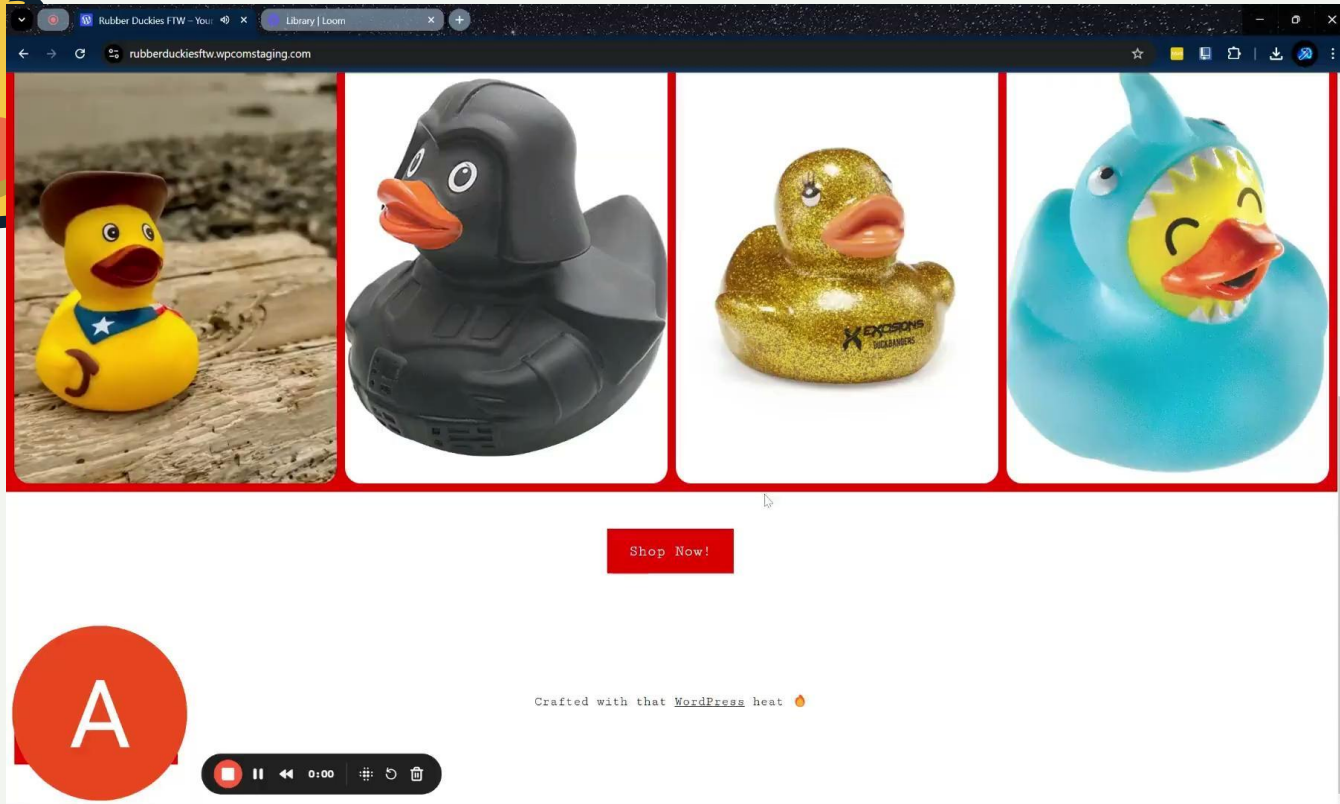 Rubber Duckies FTW – Your
Library | Loom
rubberduckiesftw.wpcomstaging.com
EXCISIONS
DUCKBANGERS
Shop Now!
Crafted with that WordPress heat 🔥
A
0:00